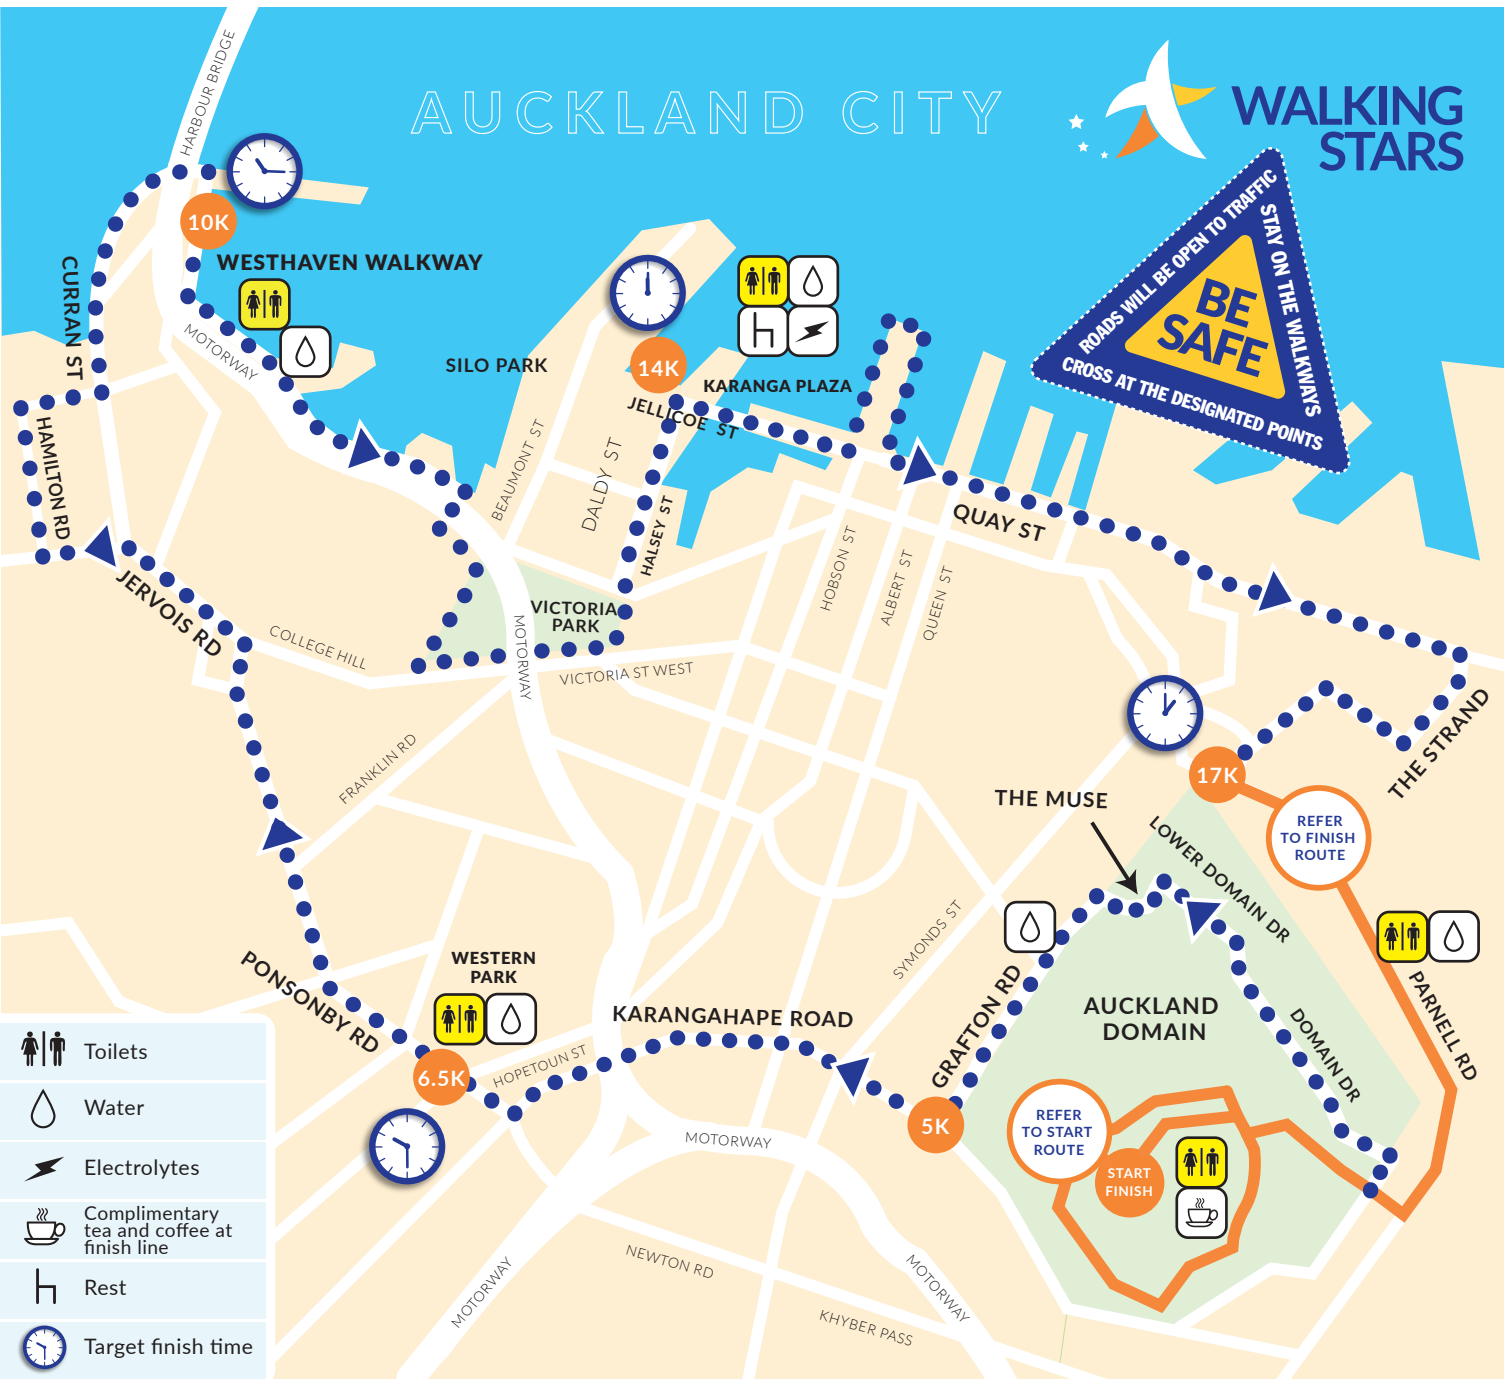 AUCKLAND CITY
WALKING
STARS
ROADS WILL BE OPEN TO TRAFFIC
STAY ON THE WALKWAYS
CROSS AT THE DESIGNATED POINTS
BE
SAFE
HARBOUR BRIDGE
10K
WESTHAVEN WALKWAY
CURRAN ST
MOTORWAY
SILO PARK
14K
KARANGA PLAZA
JELLICOE ST
HAMILTON RD
BEAUMONT ST
DALDY ST
HALSEY ST
QUAY ST
HOBSON ST
ALBERT ST
QUEEN ST
JERVOIS RD
COLLEGE HILL
VICTORIA
PARK
MOTORWAY
VICTORIA ST WEST
FRANKLIN RD
THE STRAND
17K
THE MUSE
REFER
TO FINISH
ROUTE
LOWER DOMAIN DR
SYMONDS ST
PONSONBY RD
WESTERN
PARK
KARANGAHAPE ROAD
GRAFTON RD
AUCKLAND
DOMAIN
DOMAIN DR
PARNELL RD
6.5K
HOPETOUN ST
5K
REFER
TO START
ROUTE
START
FINISH
MOTORWAY
NEWTON RD
MOTORWAY
MOTORWAY
KHYBER PASS
Toilets
Water
Electrolytes
Complimentary
tea and coffee at
finish line
Rest
Target finish time